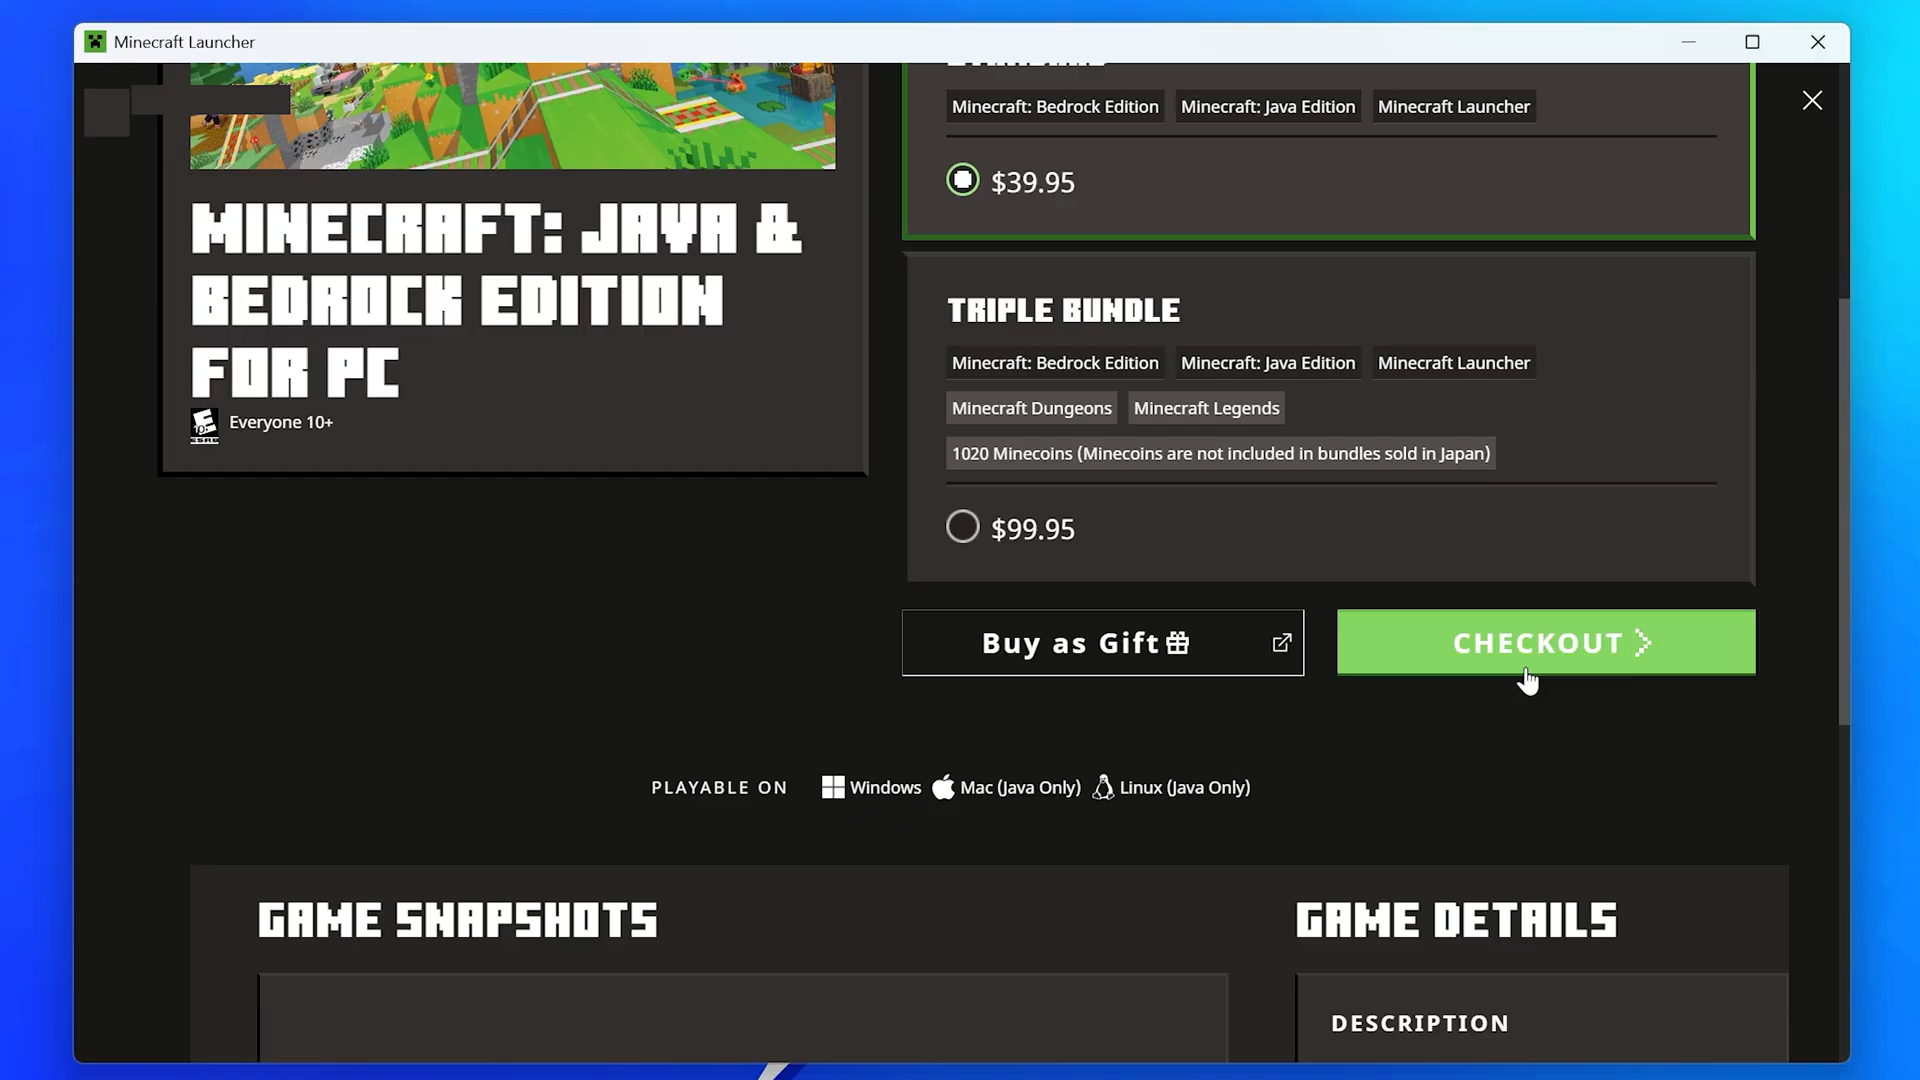 Minecraft Launcher
Minecraft: Bedrock Edition Minecraft: Java Edition Minecraft Launcher
$39.95
MINECRAFT: JAVA &
BEDROCK EDITION
FOR PC
Everyone 10+
TRIPLE BUNDLE
Minecraft: Bedrock Edition Minecraft: Java Edition Minecraft Launcher
Minecraft Dungeons Minecraft Legends
1020 Minecoins (Minecoins are not included in bundles sold in Japan)
$99.95
Buy as Gift
CHECKOUT
PLAYABLE ON Windows Mac (Java Only) Linux (Java Only)
GAME SNAPSHOTS
GAME DETAILS
DESCRIPTION